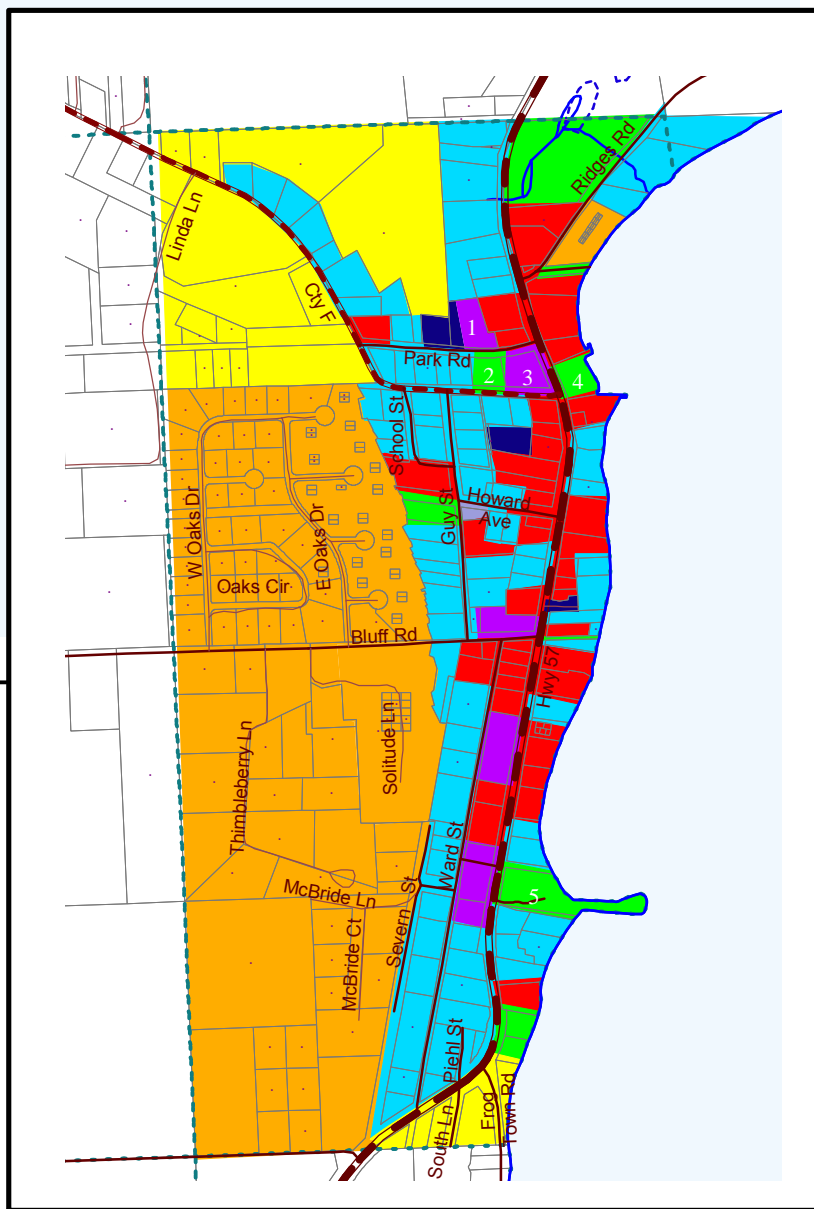 Ridges Rd
Linda Ln
Cty F
1
Park Rd
2
3
4
School St
Howard
Ave
Guy St
W Oaks Dr
E Oaks Dr
Oaks Cir
Bluff Rd
Hwy 57
Solitude Ln
Thimbleberry Ln
Ward St
McBride Ln
Severn St
5
McBride Ct
Piehl St
South Ln
Frog
Town Rd